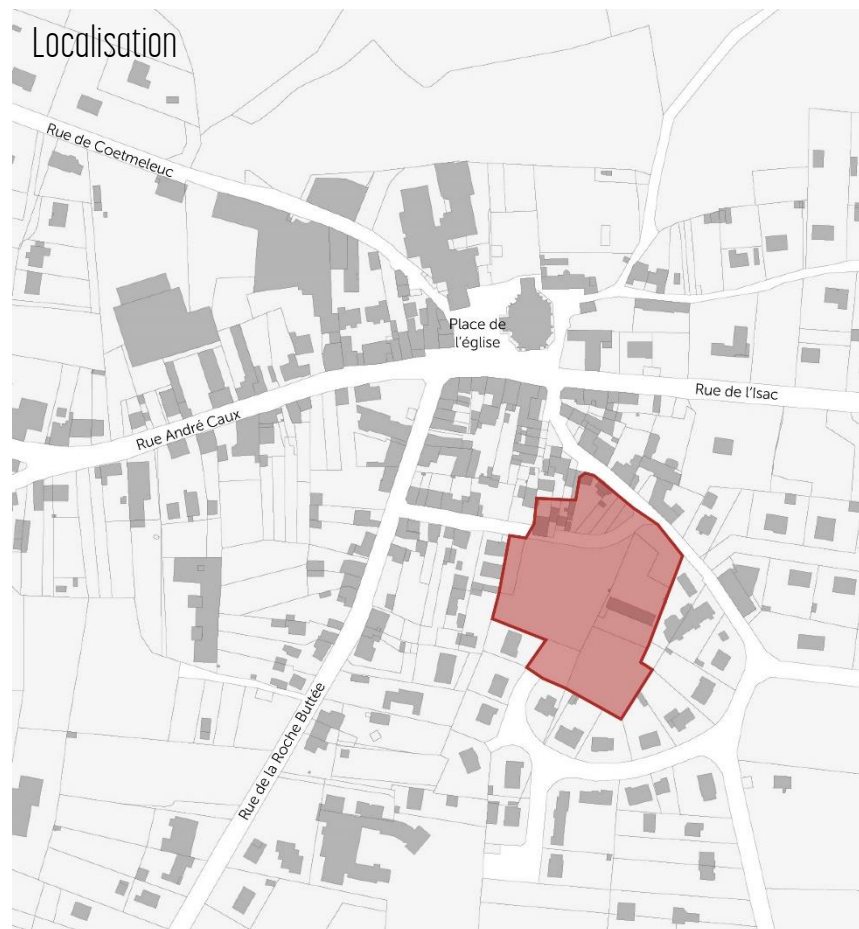 Localisation
Rue de Coetmeleuc
Place de
l'église
Rue de l'Isac
Rue André Caux
Rue de la Roche Buttée